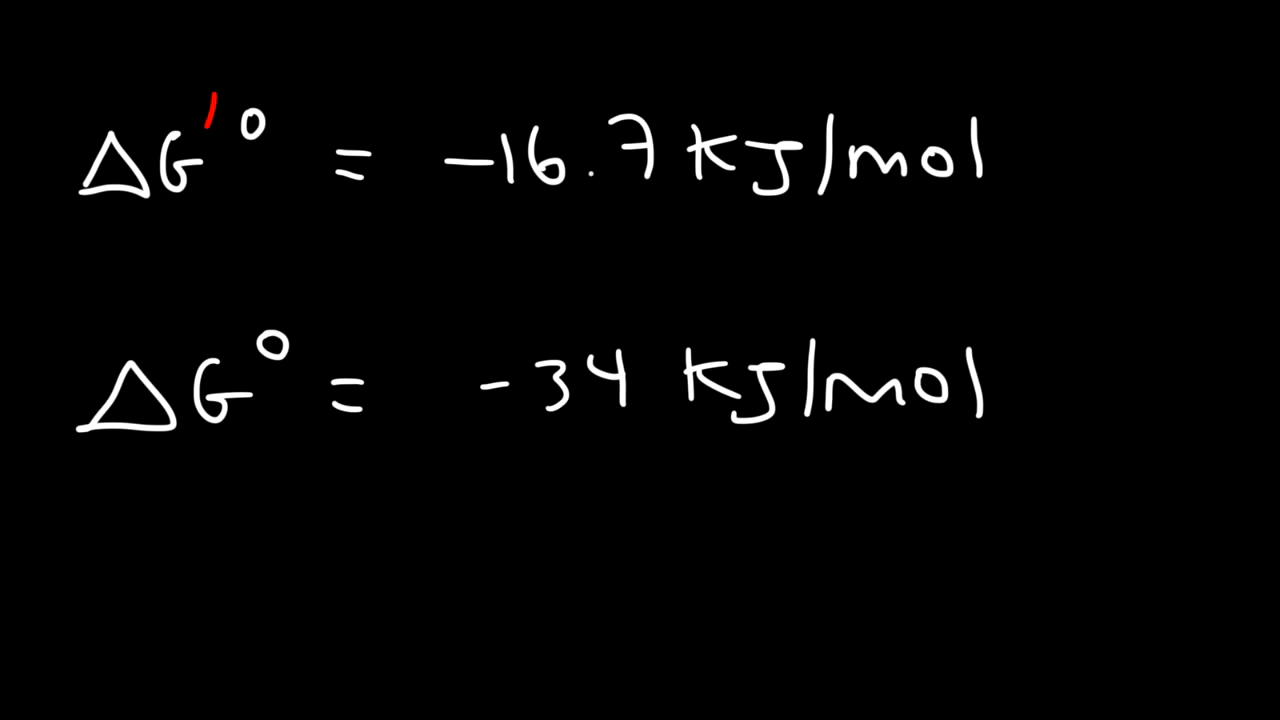 ΔG'° = -16.7 KJ/mol
ΔG° = -34 KJ/mol